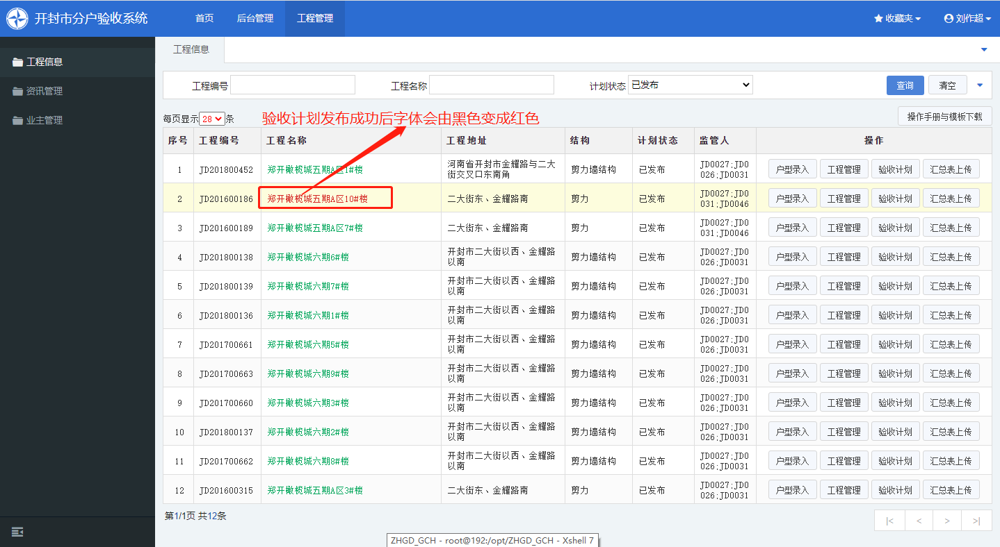 开封市分户验收系统 首页 后台管理 工程管理 收藏夹 刘作超
工程信息
工程信息
资讯管理
业主管理
工程编号 工程名称 计划状态 已发布 查询 清空
每页显示 28 条 验收计划发布成功后字体会由黑色变成红色 操作手册与模板下载
序号 工程编号 工程名称 工程地址 结构 计划状态 监管人 操作
1 JD201800452 郑开橄榄城五期A区1#楼 河南省开封市金耀路与二大 剪力墙结构 已发布 JD0027;JD0 户型录入 工程管理 验收计划 汇总表上传
街交叉口东南角 026;JD0031
2 JD201600186 郑开橄榄城五期A区10#楼 二大街东、金耀路南 剪力 已发布 JD0027;JD0 户型录入 工程管理 验收计划 汇总表上传
031;JD0046
3 JD201600189 郑开橄榄城五期A区7#楼 二大街东、金耀路南 剪力 已发布 JD0027;JD0 户型录入 工程管理 验收计划 汇总表上传
031;JD0046
4 JD201800138 郑开橄榄城六期6#楼 开封市二大街以西、金耀路 剪力墙结构 已发布 JD0027;JD0 户型录入 工程管理 验收计划 汇总表上传
以南 026;JD0031
5 JD201800139 郑开橄榄城六期7#楼 开封市二大街以西、金耀路 剪力墙结构 已发布 JD0027;JD0 户型录入 工程管理 验收计划 汇总表上传
以南 026;JD0031
6 JD201800136 郑开橄榄城六期1#楼 开封市二大街以西、金耀路 剪力墙结构 已发布 JD0027;JD0 户型录入 工程管理 验收计划 汇总表上传
以南 026;JD0031
7 JD201700661 郑开橄榄城六期5#楼 开封市二大街以西、金耀路 剪力墙结构 已发布 JD0027;JD0 户型录入 工程管理 验收计划 汇总表上传
以南 026;JD0031
8 JD201700663 郑开橄榄城六期9#楼 开封市二大街以西、金耀路 剪力墙结构 已发布 JD0027;JD0 户型录入 工程管理 验收计划 汇总表上传
以南 026;JD0031
9 JD201700660 郑开橄榄城六期3#楼 开封市二大街以西、金耀路 剪力墙结构 已发布 JD0027;JD0 户型录入 工程管理 验收计划 汇总表上传
以南 026;JD0031
10 JD201800137 郑开橄榄城六期2#楼 开封市二大街以西、金耀路 剪力墙结构 已发布 JD0027;JD0 户型录入 工程管理 验收计划 汇总表上传
以南 026;JD0031
11 JD201700662 郑开橄榄城六期8#楼 开封市二大街以西、金耀路 剪力墙结构 已发布 JD0027;JD0 户型录入 工程管理 验收计划 汇总表上传
以南 026;JD0031
12 JD201600315 郑开橄榄城五期A区3#楼 二大街东、金耀路南 剪力 已发布 JD0027;JD0 户型录入 工程管理 验收计划 汇总表上传
026;JD0031
第1/1页 共12条 |< < > >|
ZHGD_GCH - root@192:/opt/ZHGD_GCH - Xshell 7